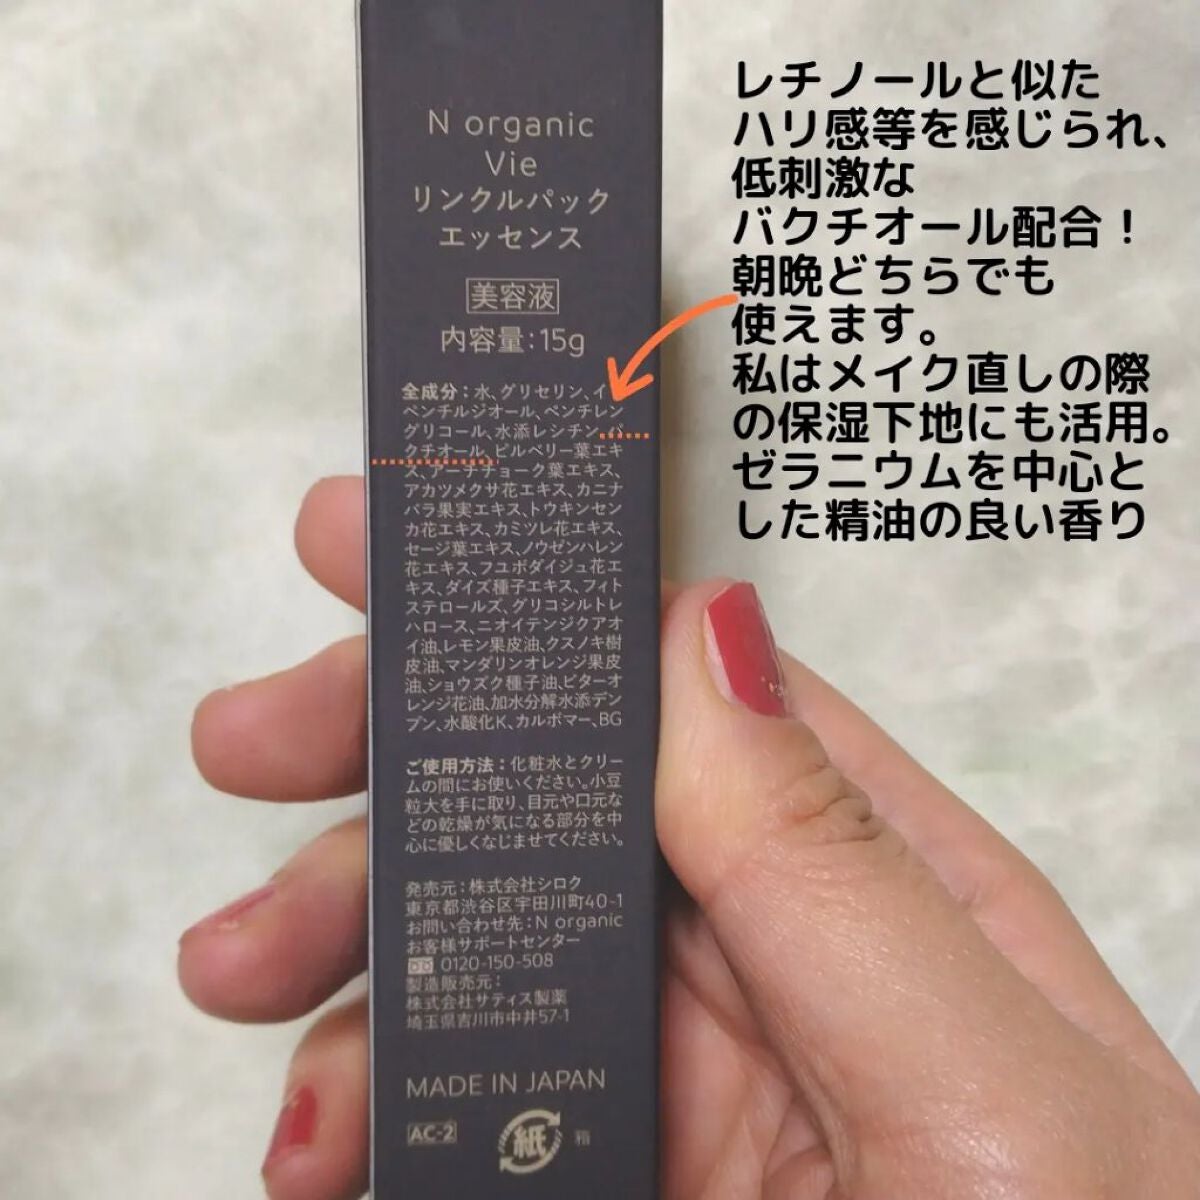 N organic
Vie
リンクルパック
エッセンス
美容液
内容量:15g
全成分:水、グリセリン、イ
ペンチルジオール、ペンチレン
グリコール、水添レシチン、バ
クチオール、ビルベリー葉エキ
ス、アーチチョーク葉エキス、
アカツメクサ花エキス、カニナ
バラ果実エキス、トウキンセン
カ花エキス、カミツレ花エキス、
セージ葉エキス、ノウゼンハレン
花エキス、フユボダイジュ花エ
キス、ダイズ種子エキス、フィト
ステロールズ、グリコシルトレ
ハロース、ニオイテンジクアオ
イ油、レモン果皮油、クスノキ樹
皮油、マンダリンオレンジ果皮
油、ショウズク種子油、ビターオ
レンジ花油、加水分解水添デン
プン、水酸化K、カルボマー、BG
ご使用方法:化粧水とクリー
ムの間にお使いください。小豆
粒大を手に取り、目元や口元な
どの乾燥が気になる部分を中
心に優しくなじませてください。
発売元:株式会社シロク
東京都渋谷区宇田川町40-1
お問い合わせ先:N organic
お客様サポートセンター
0120-150-508
製造販売元:
株式会社サティス製薬
埼玉県吉川市中井57-1
MADE IN JAPAN
AC-2
紙
箱
レチノールと似た
ハリ感等を感じられ、
低刺激な
バクチオール配合!
朝晩どちらでも
使えます。
私はメイク直しの際
の保湿下地にも活用。
ゼラニウムを中心と
した精油の良い香り